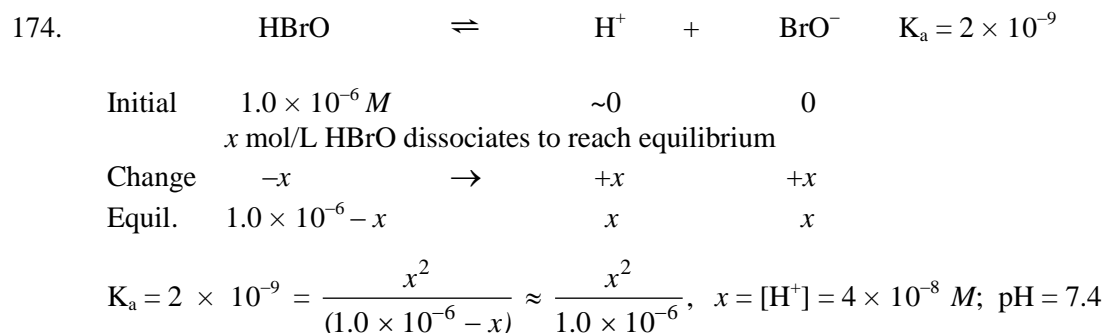 174. HBrO ⇌ H⁺ + BrO⁻ Kₐ = 2 × 10⁻⁹
Initial 1.0 × 10⁻⁶ M ~0 0
x mol/L HBrO dissociates to reach equilibrium
Change –x → +x +x
Equil. 1.0 × 10⁻⁶ – x x x
Kₐ = 2 × 10⁻⁹ = x² / (1.0 × 10⁻⁶ – x) ≈ x² / 1.0 × 10⁻⁶, x = [H⁺] = 4 × 10⁻⁸ M; pH = 7.4